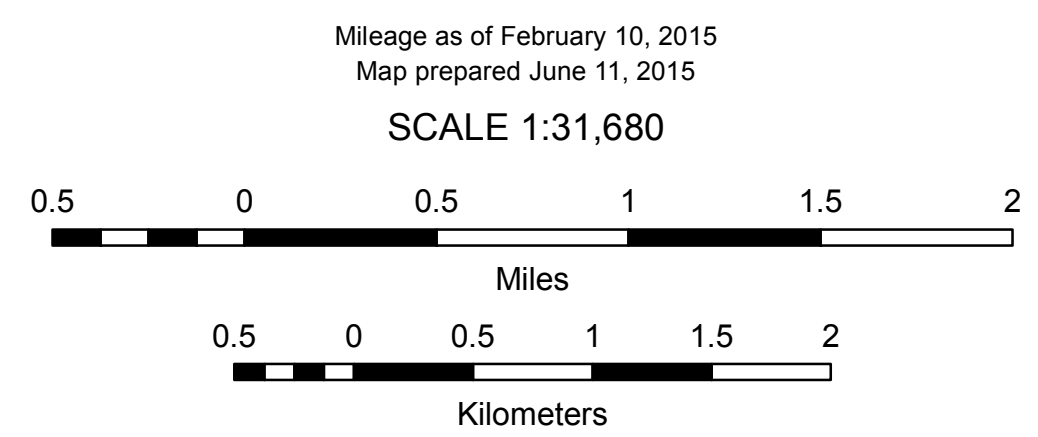 Mileage as of February 10, 2015
Map prepared June 11, 2015
SCALE 1:31,680
0.5 0 0.5 1 1.5 2
Miles
0.5 0 0.5 1 1.5 2
Kilometers